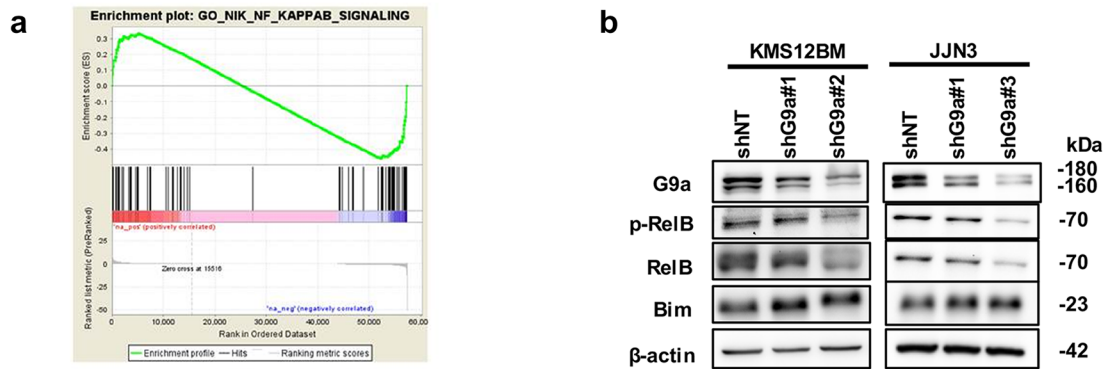 a
Enrichment plot: GO_NIK_NF_KAPPAB_SIGNALING
Enrichment score (ES)
0.3
0.2
0.1
0.0
-0.1
-0.2
-0.3
-0.4
'na_pos' (positively correlated)
Ranked list metric (PreRanked)
25
0
-25
-50
Zero cross at 15516
'na_neg' (negatively correlated)
0
10,000
20,000
30,000
40,000
50,000
60,00
Rank in Ordered Dataset
Enrichment profile
Hits
Ranking metric scores
b
KMS12BM
JJN3
shNT
shG9a#1
shG9a#2
shNT
shG9a#1
shG9a#3
kDa
G9a
-180
-160
p-RelB
-70
RelB
-70
Bim
-23
β-actin
-42